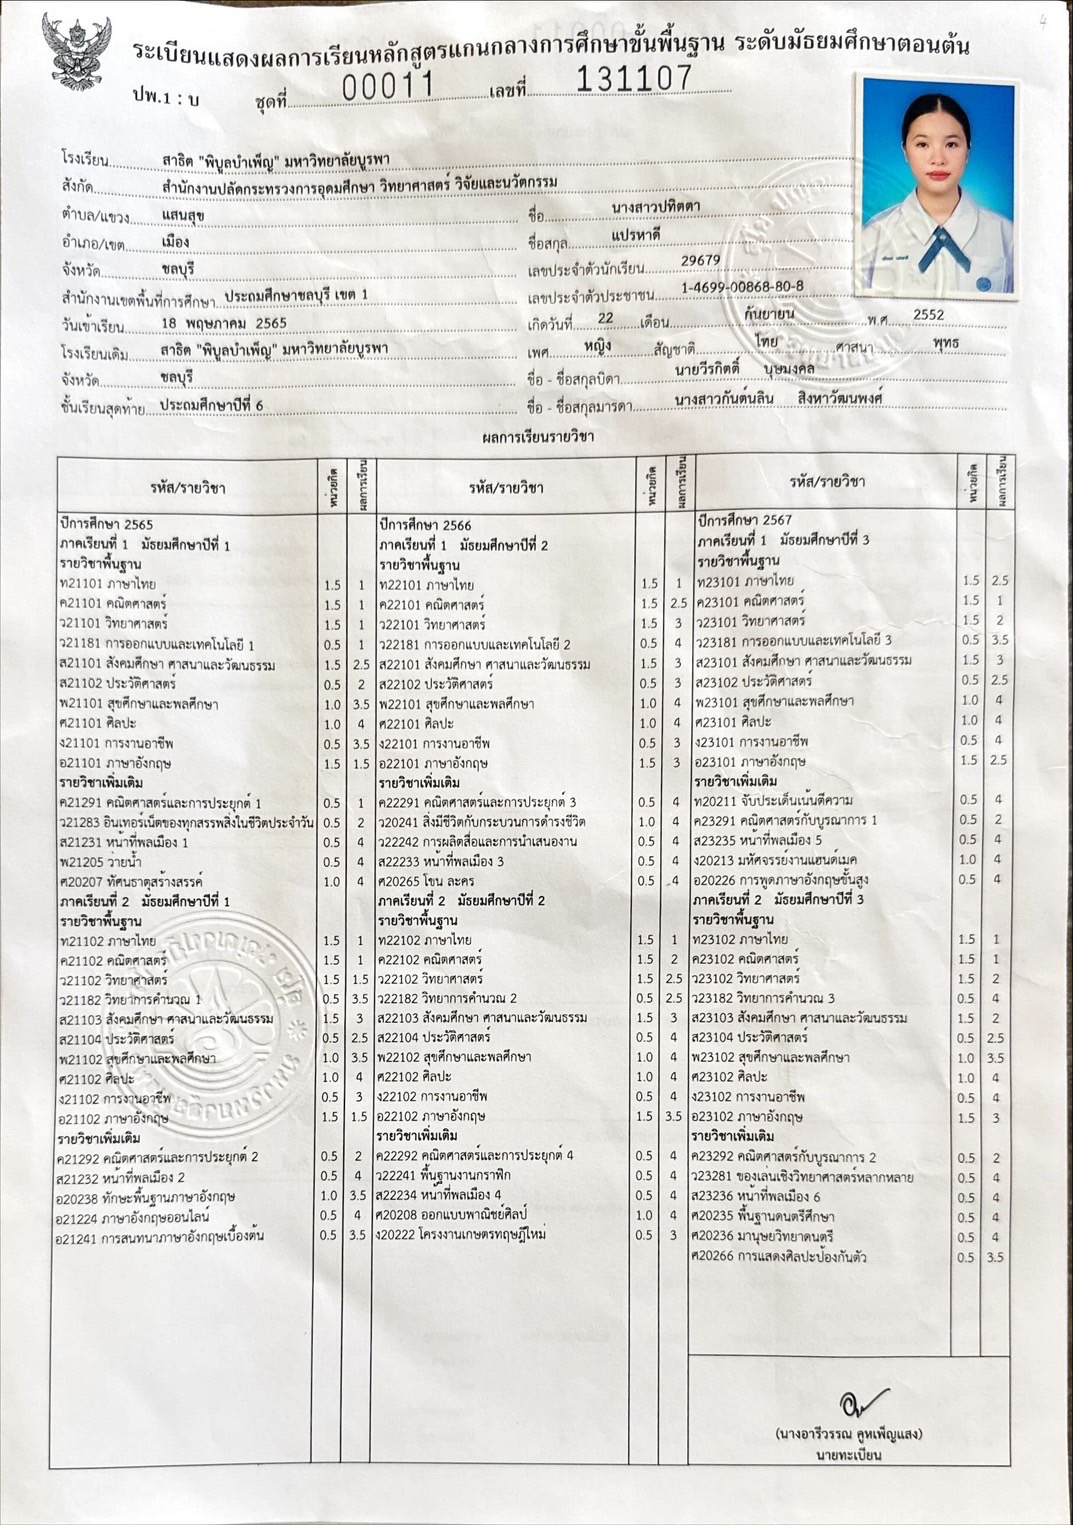 4
ระเบียนแสดงผลการเรียนหลักสูตรแกนกลางการศึกษาขั้นพื้นฐาน ระดับมัธยมศึกษาตอนต้น
ปพ.1 : บ ชุดที่ 00011 เลขที่ 131107
โรงเรียน สาธิต "พิบูลบำเพ็ญ" มหาวิทยาลัยบูรพา
สังกัด สำนักงานปลัดกระทรวงการอุดมศึกษา วิทยาศาสตร์ วิจัยและนวัตกรรม
ตำบล/แขวง แสนสุข
อำเภอ/เขต เมือง
จังหวัด ชลบุรี
สำนักงานเขตพื้นที่การศึกษา ประถมศึกษาชลบุรี เขต 1
วันเข้าเรียน 18 พฤษภาคม 2565
โรงเรียนเดิม สาธิต "พิบูลบำเพ็ญ" มหาวิทยาลัยบูรพา
จังหวัด ชลบุรี
ชั้นเรียนสุดท้าย ประถมศึกษาปีที่ 6
ชื่อ นางสาวปทิตตา
ชื่อสกุล แปรหาดี
เลขประจำตัวนักเรียน 29679
เลขประจำตัวประชาชน 1-4699-00868-80-8
เกิดวันที่ 22 เดือน กันยายน พ.ศ. 2552
เพศ หญิง สัญชาติ ไทย ศาสนา พุทธ
ชื่อ - ชื่อสกุลบิดา นายวีรกิตติ์ บุษมงคล
ชื่อ - ชื่อสกุลมารดา นางสาวกันต์นลิน สิงหาวัฒนพงศ์
ผลการเรียนรายวิชา
รหัส/รายวิชา หน่วยกิต ผลการเรียน
ปีการศึกษา 2565
ภาคเรียนที่ 1 มัธยมศึกษาปีที่ 1
รายวิชาพื้นฐาน
ท21101 ภาษาไทย 1.5 1
ค21101 คณิตศาสตร์ 1.5 1
ว21101 วิทยาศาสตร์ 1.5 1
ว21181 การออกแบบและเทคโนโลยี 1 0.5 1
ส21101 สังคมศึกษา ศาสนาและวัฒนธรรม 1.5 2.5
ส21102 ประวัติศาสตร์ 0.5 2
พ21101 สุขศึกษาและพลศึกษา 1.0 3.5
ศ21101 ศิลปะ 1.0 4
ง21101 การงานอาชีพ 0.5 3.5
อ21101 ภาษาอังกฤษ 1.5 1.5
รายวิชาเพิ่มเติม
ค21291 คณิตศาสตร์และการประยุกต์ 1 0.5 1
ว21283 อินเทอร์เน็ตของทุกสรรพสิ่งในชีวิตประจำวัน 0.5 2
ส21231 หน้าที่พลเมือง 1 0.5 4
พ21205 ว่ายน้ำ 0.5 4
ศ20207 ทัศนธาตุสร้างสรรค์ 1.0 4
ภาคเรียนที่ 2 มัธยมศึกษาปีที่ 1
รายวิชาพื้นฐาน
ท21102 ภาษาไทย 1.5 1
ค21102 คณิตศาสตร์ 1.5 1
ว21102 วิทยาศาสตร์ 1.5 1.5
ว21182 วิทยาการคำนวณ 1 0.5 3.5
ส21103 สังคมศึกษา ศาสนาและวัฒนธรรม 1.5 3
ส21104 ประวัติศาสตร์ 0.5 2.5
พ21102 สุขศึกษาและพลศึกษา 1.0 3.5
ศ21102 ศิลปะ 1.0 4
ง21102 การงานอาชีพ 0.5 3
อ21102 ภาษาอังกฤษ 1.5 1.5
รายวิชาเพิ่มเติม
ค21292 คณิตศาสตร์และการประยุกต์ 2 0.5 2
ส21232 หน้าที่พลเมือง 2 0.5 4
อ20238 ทักษะพื้นฐานภาษาอังกฤษ 1.0 3.5
อ21224 ภาษาอังกฤษออนไลน์ 0.5 4
อ21241 การสนทนาภาษาอังกฤษเบื้องต้น 0.5 3.5
รหัส/รายวิชา หน่วยกิต ผลการเรียน
ปีการศึกษา 2566
ภาคเรียนที่ 1 มัธยมศึกษาปีที่ 2
รายวิชาพื้นฐาน
ท22101 ภาษาไทย 1.5 1
ค22101 คณิตศาสตร์ 1.5 2.5
ว22101 วิทยาศาสตร์ 1.5 3
ว22181 การออกแบบและเทคโนโลยี 2 0.5 4
ส22101 สังคมศึกษา ศาสนาและวัฒนธรรม 1.5 3
ส22102 ประวัติศาสตร์ 0.5 3
พ22101 สุขศึกษาและพลศึกษา 1.0 4
ศ22101 ศิลปะ 1.0 4
ง22101 การงานอาชีพ 0.5 3
อ22101 ภาษาอังกฤษ 1.5 3
รายวิชาเพิ่มเติม
ค22291 คณิตศาสตร์และการประยุกต์ 3 0.5 4
ว20241 สิ่งมีชีวิตกับกระบวนการดำรงชีวิต 1.0 4
ว22242 การผลิตสื่อและการนำเสนองาน 0.5 4
ส22233 หน้าที่พลเมือง 3 0.5 4
ศ20265 โขน ละคร 0.5 4
ภาคเรียนที่ 2 มัธยมศึกษาปีที่ 2
รายวิชาพื้นฐาน
ท22102 ภาษาไทย 1.5 1
ค22102 คณิตศาสตร์ 1.5 2
ว22102 วิทยาศาสตร์ 1.5 2.5
ว22182 วิทยาการคำนวณ 2 0.5 2.5
ส22103 สังคมศึกษา ศาสนาและวัฒนธรรม 1.5 3
ส22104 ประวัติศาสตร์ 0.5 4
พ22102 สุขศึกษาและพลศึกษา 1.0 4
ศ22102 ศิลปะ 1.0 4
ง22102 การงานอาชีพ 0.5 4
อ22102 ภาษาอังกฤษ 1.5 3.5
รายวิชาเพิ่มเติม
ค22292 คณิตศาสตร์และการประยุกต์ 4 0.5 4
ว22241 พื้นฐานงานกราฟิก 0.5 4
ส22234 หน้าที่พลเมือง 4 0.5 4
ศ20208 ออกแบบพาณิชย์ศิลป์ 1.0 4
ง20222 โครงงานเกษตรทฤษฎีใหม่ 0.5 3
รหัส/รายวิชา หน่วยกิต ผลการเรียน
ปีการศึกษา 2567
ภาคเรียนที่ 1 มัธยมศึกษาปีที่ 3
รายวิชาพื้นฐาน
ท23101 ภาษาไทย 1.5 2.5
ค23101 คณิตศาสตร์ 1.5 1
ว23101 วิทยาศาสตร์ 1.5 2
ว23181 การออกแบบและเทคโนโลยี 3 0.5 3.5
ส23101 สังคมศึกษา ศาสนาและวัฒนธรรม 1.5 3
ส23102 ประวัติศาสตร์ 0.5 2.5
พ23101 สุขศึกษาและพลศึกษา 1.0 4
ศ23101 ศิลปะ 1.0 4
ง23101 การงานอาชีพ 0.5 4
อ23101 ภาษาอังกฤษ 1.5 2.5
รายวิชาเพิ่มเติม
ท20211 จับประเด็นเน้นตีความ 0.5 4
ค23291 คณิตศาสตร์กับบูรณาการ 1 0.5 2
ส23235 หน้าที่พลเมือง 5 0.5 4
ง20213 มหัศจรรย์งานแฮนด์เมด 1.0 4
อ20226 การพูดภาษาอังกฤษขั้นสูง 0.5 4
ภาคเรียนที่ 2 มัธยมศึกษาปีที่ 3
รายวิชาพื้นฐาน
ท23102 ภาษาไทย 1.5 1
ค23102 คณิตศาสตร์ 1.5 1
ว23102 วิทยาศาสตร์ 1.5 2
ว23182 วิทยาการคำนวณ 3 0.5 4
ส23103 สังคมศึกษา ศาสนาและวัฒนธรรม 1.5 2
ส23104 ประวัติศาสตร์ 0.5 2.5
พ23102 สุขศึกษาและพลศึกษา 1.0 3.5
ศ23102 ศิลปะ 1.0 4
ง23102 การงานอาชีพ 0.5 4
อ23102 ภาษาอังกฤษ 1.5 3
รายวิชาเพิ่มเติม
ค23292 คณิตศาสตร์กับบูรณาการ 2 0.5 2
ว23281 ของเล่นเชิงวิทยาศาสตร์หลากหลาย 0.5 4
ส23236 หน้าที่พลเมือง 6 0.5 4
ศ20235 พื้นฐานดนตรีศึกษา 0.5 4
ศ20236 มานุษยวิทยาดนตรี 0.5 4
ศ20266 การแสดงศิลปะป้องกันตัว 0.5 3.5
(นางอารีวรรณ คูหเพ็ญแสง)
นายทะเบียน